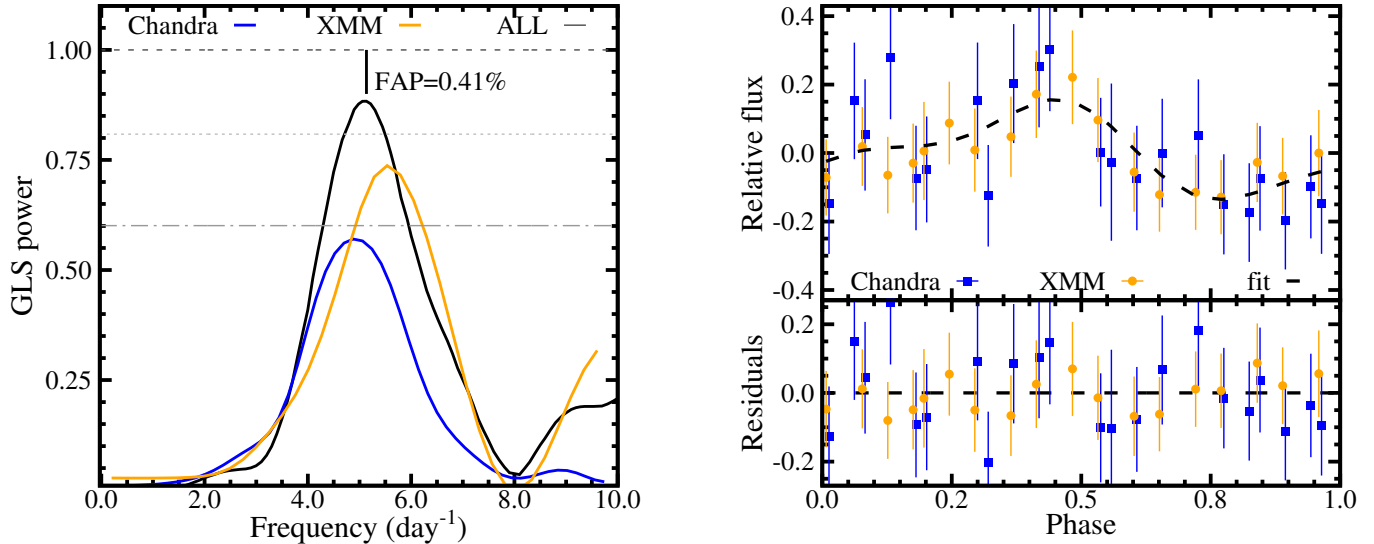 Chandra XMM ALL
1.00
FAP=0.41%
0.75
0.50
0.25
GLS power
0.0 2.0 4.0 6.0 8.0 10.0
Frequency (day-1)
0.4
0.2
0.0
-0.2
-0.4
Relative flux
Chandra XMM fit
0.2
0.0
-0.2
Residuals
0.0 0.2 0.5 0.8 1.0
Phase